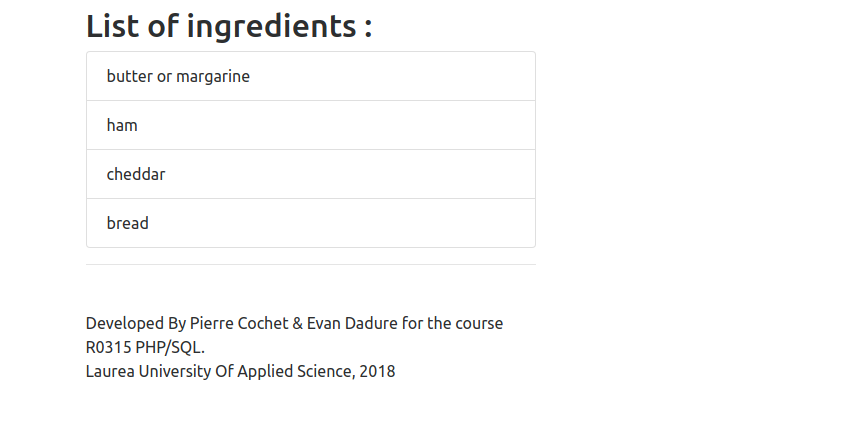 List of ingredients :
butter or margarine
ham
cheddar
bread
Developed By Pierre Cochet & Evan Dadure for the course
R0315 PHP/SQL.
Laurea University Of Applied Science, 2018